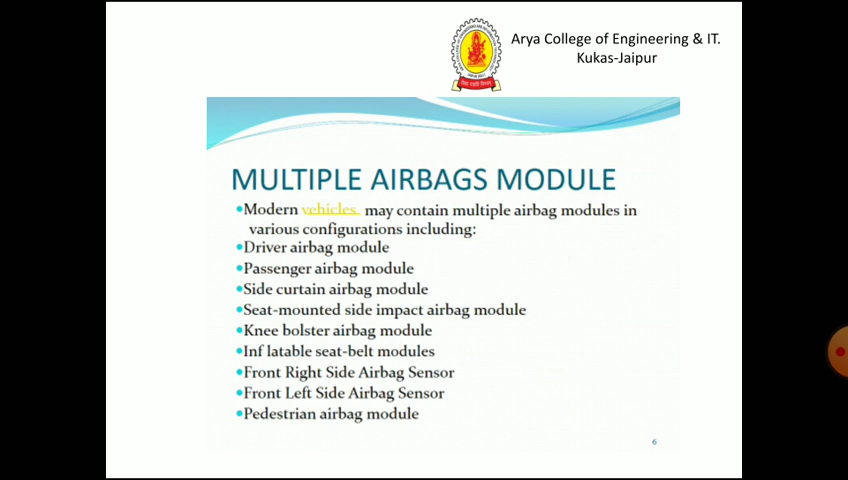 Arya College of Engineering & IT.
Kukas-Jaipur
MULTIPLE AIRBAGS MODULE
•Modern vehicles may contain multiple airbag modules in
various configurations including:
•Driver airbag module
•Passenger airbag module
•Side curtain airbag module
•Seat-mounted side impact airbag module
•Knee bolster airbag module
•Inf latable seat-belt modules
•Front Right Side Airbag Sensor
•Front Left Side Airbag Sensor
•Pedestrian airbag module
6